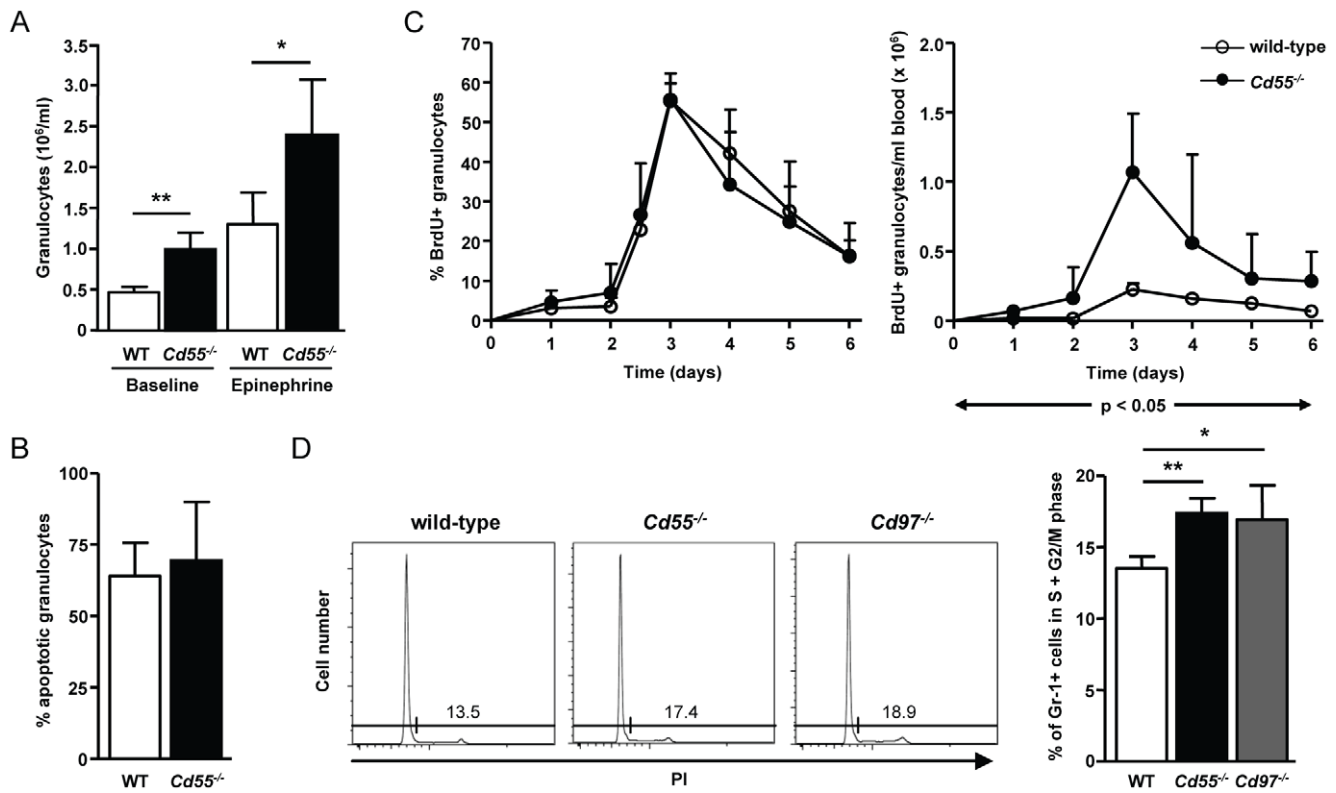 A
Granulocytes (10⁶/ml)
3.5
3.0
2.5
2.0
1.5
1.0
0.5
0
**
*
WT Cd55⁻/⁻ WT Cd55⁻/⁻
Baseline Epinephrine
C
% BrdU+ granulocytes
70
60
50
40
30
20
10
0
0 1 2 3 4 5 6
Time (days)
BrdU+ granulocytes/ml blood (x 10⁶)
2.0
1.5
1.0
0.5
0
0 1 2 3 4 5 6
Time (days)
p < 0.05
wild-type
Cd55⁻/⁻
B
% apoptotic granulocytes
100
75
50
25
0
WT Cd55⁻/⁻
D
Cell number
wild-type Cd55⁻/⁻ Cd97⁻/⁻
13.5 17.4 18.9
PI
% of Gr-1+ cells in S + G2/M phase
20
15
10
5
0
*
**
WT Cd55⁻/⁻ Cd97⁻/⁻